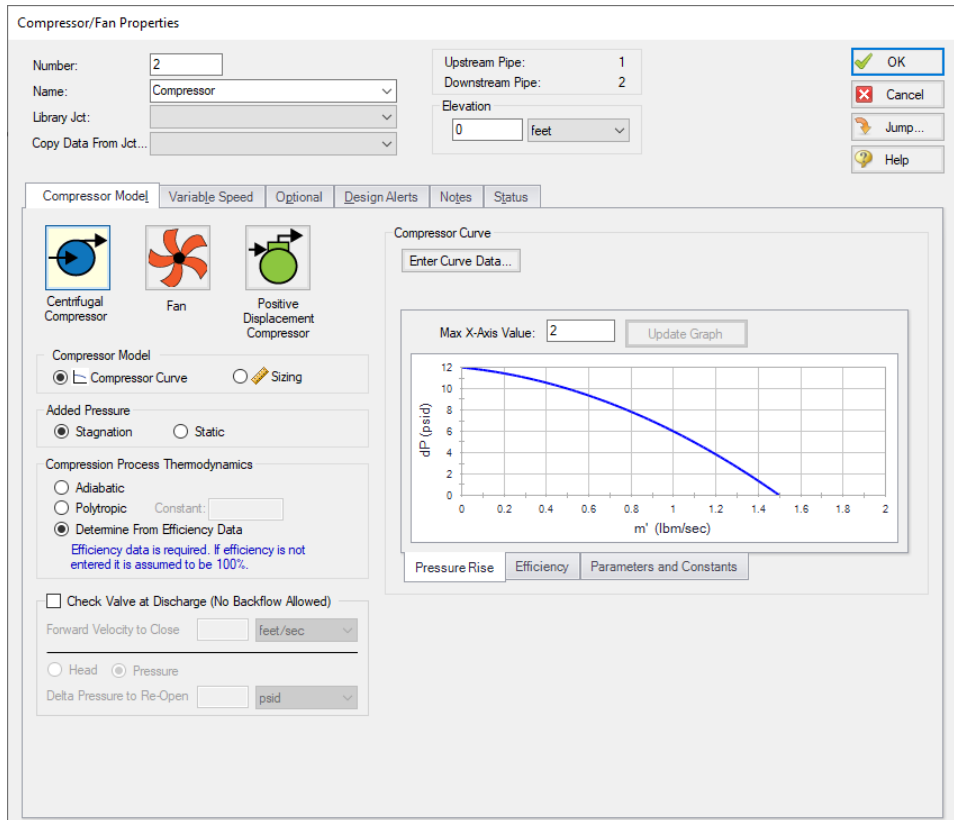 Compressor/Fan Properties
Number: 2
Name: Compressor
Library Jct:
Copy Data From Jct...
Upstream Pipe: 1
Downstream Pipe: 2
Elevation
0 feet
OK
Cancel
Jump...
Help
Compressor Model Variable Speed Optional Design Alerts Notes Status
Centrifugal
Compressor
Fan
Positive
Displacement
Compressor
Compressor Model
Compressor Curve Sizing
Added Pressure
Stagnation Static
Compression Process Thermodynamics
Adiabatic
Polytropic Constant:
Determine From Efficiency Data
Efficiency data is required. If efficiency is not
entered it is assumed to be 100%.
Check Valve at Discharge (No Backflow Allowed)
Forward Velocity to Close feet/sec
Head Pressure
Delta Pressure to Re-Open psid
Compressor Curve
Enter Curve Data...
Max X-Axis Value: 2 Update Graph
dP (psid)
12
10
8
6
4
2
0
0 0.2 0.4 0.6 0.8 1 1.2 1.4 1.6 1.8 2
m' (lbm/sec)
Pressure Rise Efficiency Parameters and Constants